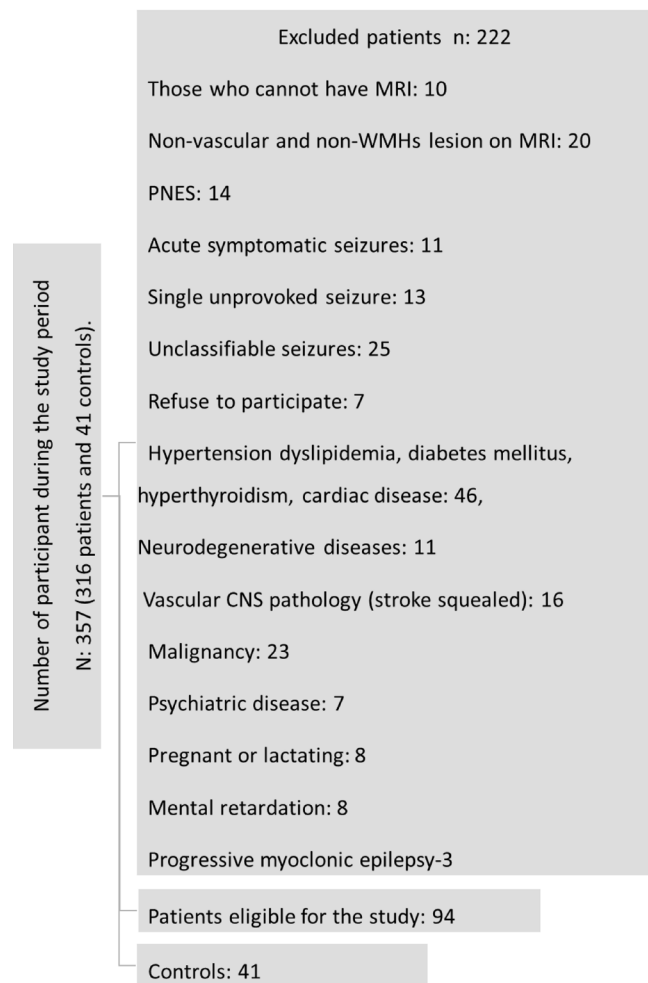 Number of participant during the study period
N: 357 (316 patients and 41 controls).
Excluded patients n: 222
Those who cannot have MRI: 10
Non-vascular and non-WMHs lesion on MRI: 20
PNES: 14
Acute symptomatic seizures: 11
Single unprovoked seizure: 13
Unclassifiable seizures: 25
Refuse to participate: 7
Hypertension dyslipidemia, diabetes mellitus,
hyperthyroidism, cardiac disease: 46,
Neurodegenerative diseases: 11
Vascular CNS pathology (stroke squealed): 16
Malignancy: 23
Psychiatric disease: 7
Pregnant or lactating: 8
Mental retardation: 8
Progressive myoclonic epilepsy-3
Patients eligible for the study: 94
Controls: 41